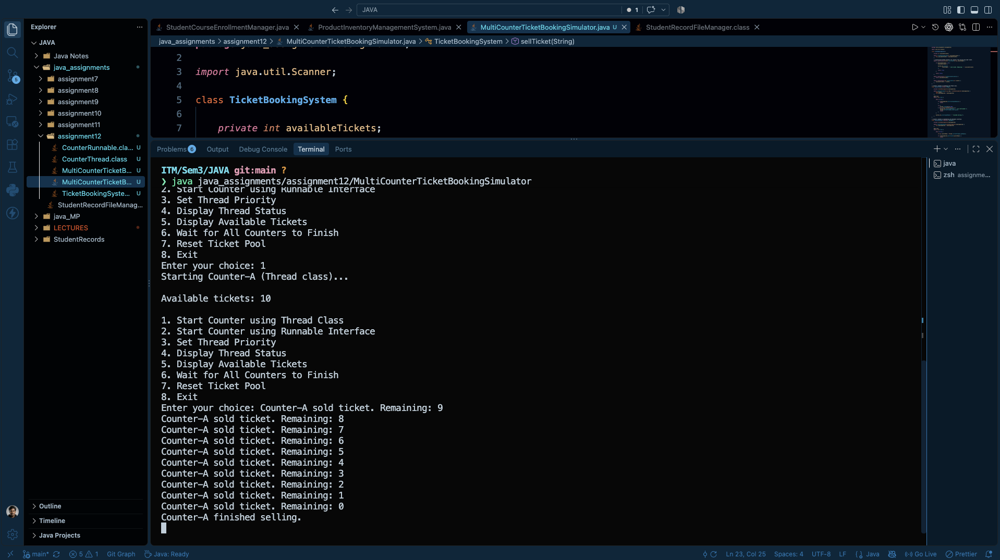 JAVA
1
Explorer
JAVA
Java Notes
java_assignments
assignment7
assignment8
assignment9
assignment10
assignment11
assignment12
CounterRunnable.cla... U
CounterThread.class U
MultiCounterTicketB... U
MultiCounterTicketB... U
TicketBookingSyste... U
StudentRecordFileManag...
java_MP
LECTURES
StudentRecords
Outline
Timeline
Java Projects
5
StudentCourseEnrollmentManager.java
ProductInventoryManagementSystem.java
MultiCounterTicketBookingSimulator.java U
StudentRecordFileManager.class
java_assignments > assignment12 > MultiCounterTicketBookingSimulator.java > TicketBookingSystem > sellTicket(String)
2
3 import java.util.Scanner;
4
5 class TicketBookingSystem {
6
7 private int availableTickets;
Problems 6 Output Debug Console Terminal Ports
ITM/Sem3/JAVA git:main ?
❯ java java_assignments/assignment12/MultiCounterTicketBookingSimulator
2. Start Counter using Runnable Interface
3. Set Thread Priority
4. Display Thread Status
5. Display Available Tickets
6. Wait for All Counters to Finish
7. Reset Ticket Pool
8. Exit
Enter your choice: 1
Starting Counter-A (Thread class)...
Available tickets: 10
1. Start Counter using Thread Class
2. Start Counter using Runnable Interface
3. Set Thread Priority
4. Display Thread Status
5. Display Available Tickets
6. Wait for All Counters to Finish
7. Reset Ticket Pool
8. Exit
Enter your choice: Counter-A sold ticket. Remaining: 9
Counter-A sold ticket. Remaining: 8
Counter-A sold ticket. Remaining: 7
Counter-A sold ticket. Remaining: 6
Counter-A sold ticket. Remaining: 5
Counter-A sold ticket. Remaining: 4
Counter-A sold ticket. Remaining: 3
Counter-A sold ticket. Remaining: 2
Counter-A sold ticket. Remaining: 1
Counter-A sold ticket. Remaining: 0
Counter-A finished selling.
java
zsh assignme...
main* 5 1 Git Graph Java: Ready
Ln 23, Col 25 Spaces: 4 UTF-8 LF { } Java Go Live Prettier